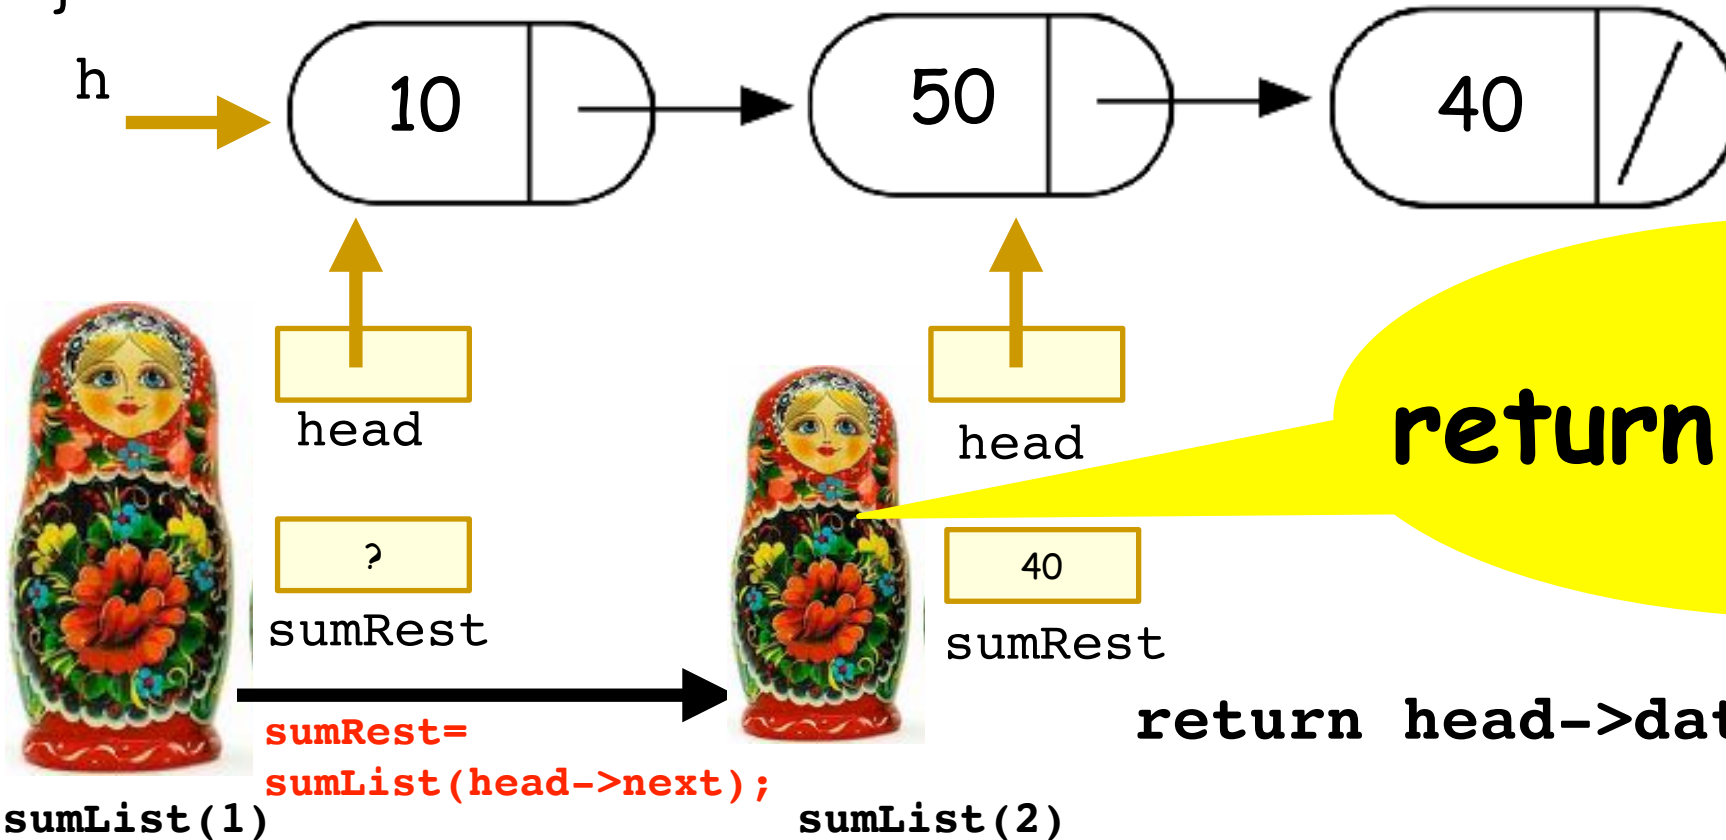 }
h
10
50
40
head
head
return
?
40
sumRest
sumRest
sumRest=
sumList(head->next);
return head->dat
sumList(1)
sumList(2)